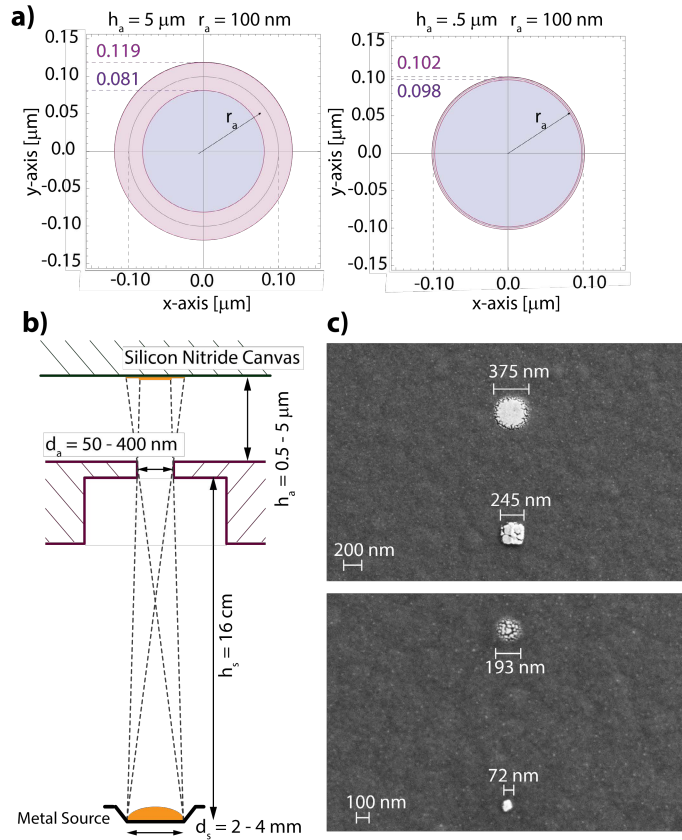 a)
h_a = 5 μm r_a = 100 nm
0.119
0.081
0.15
0.10
0.05
0.0
-0.05
-0.10
-0.15
y-axis [μm]
r_a
-0.10 0.0 0.10
x-axis [μm]
h_a = .5 μm r_a = 100 nm
0.102
0.098
0.15
0.10
0.05
0.0
-0.05
-0.10
-0.15
y-axis [μm]
r_a
-0.10 0.0 0.10
x-axis [μm]
b)
Silicon Nitride Canvas
d_a = 50 - 400 nm
h_a = 0.5 - 5 μm
h_s = 16 cm
Metal Source
d_s = 2 - 4 mm
c)
375 nm
245 nm
200 nm
193 nm
72 nm
100 nm